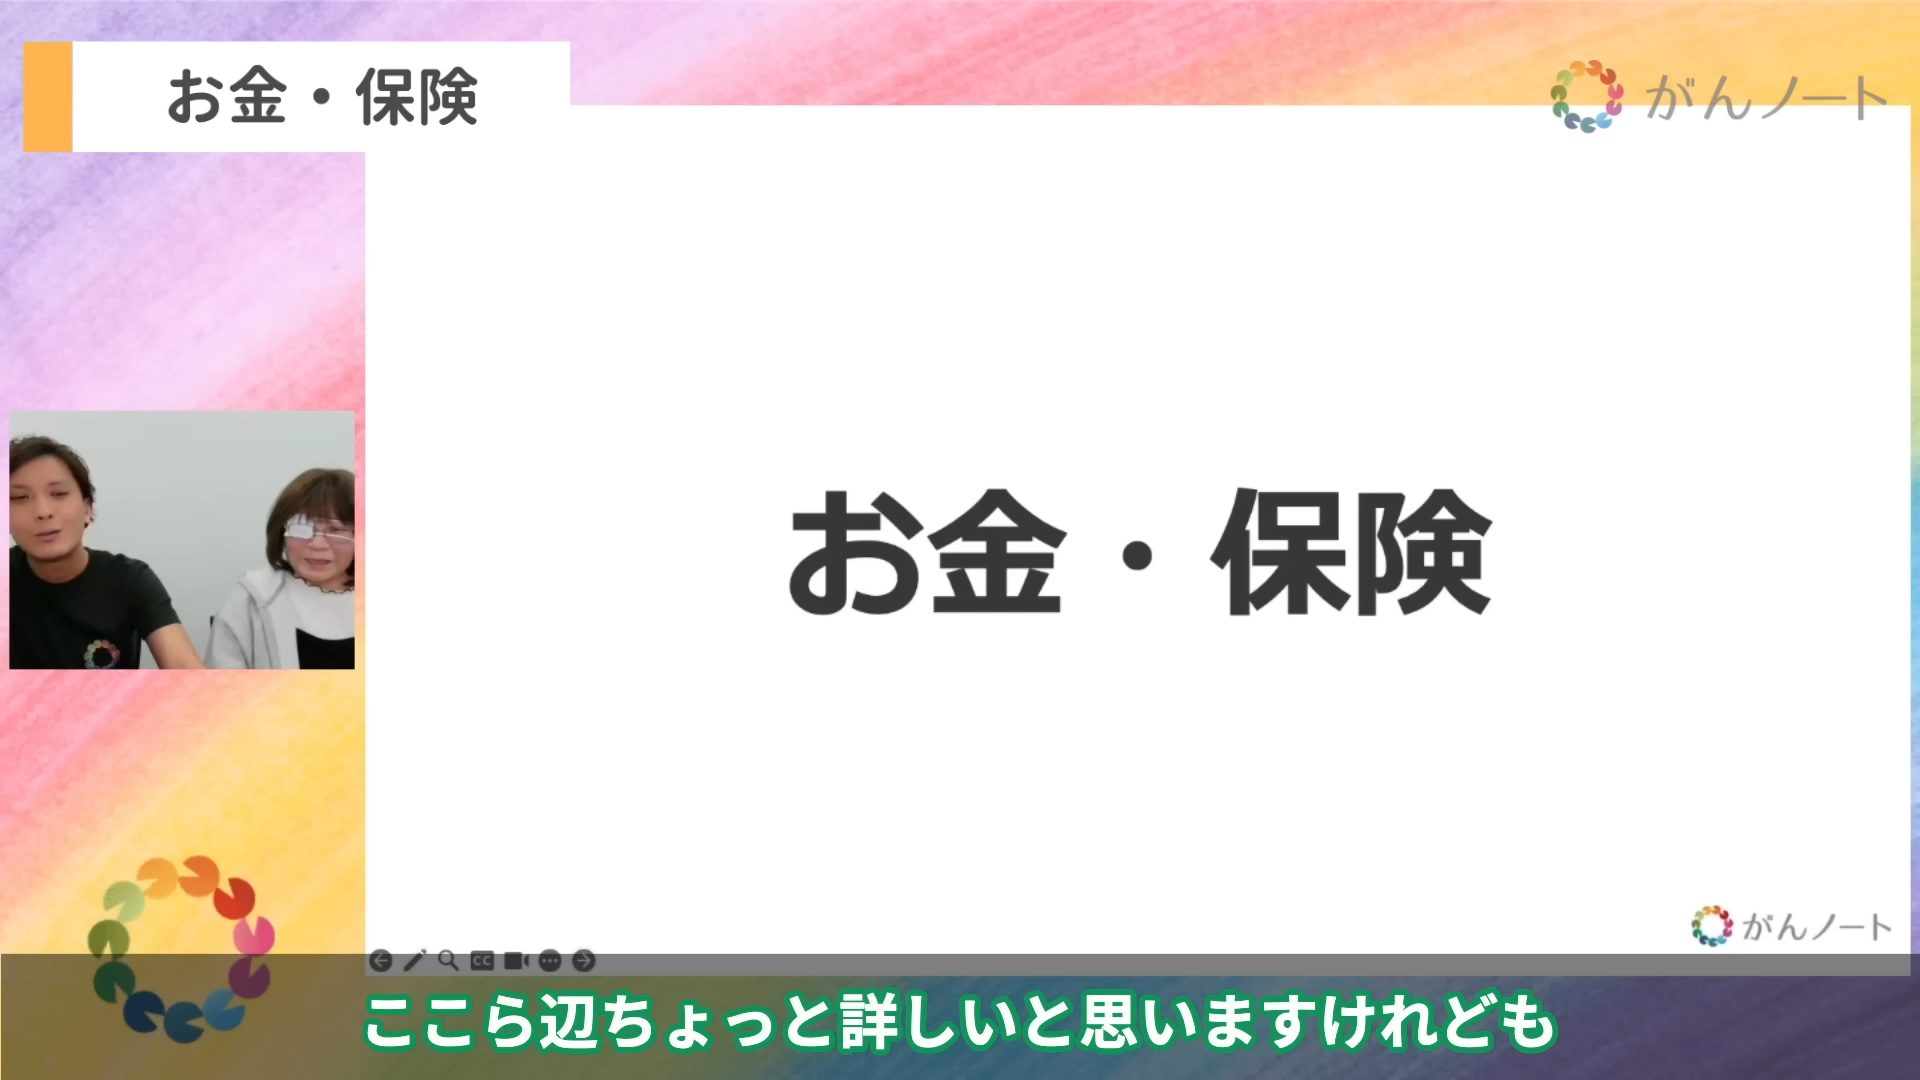 お金・保険
がんノート
お金・保険
がんノート
CC
ここら辺ちょっと詳しいと思いますけれども